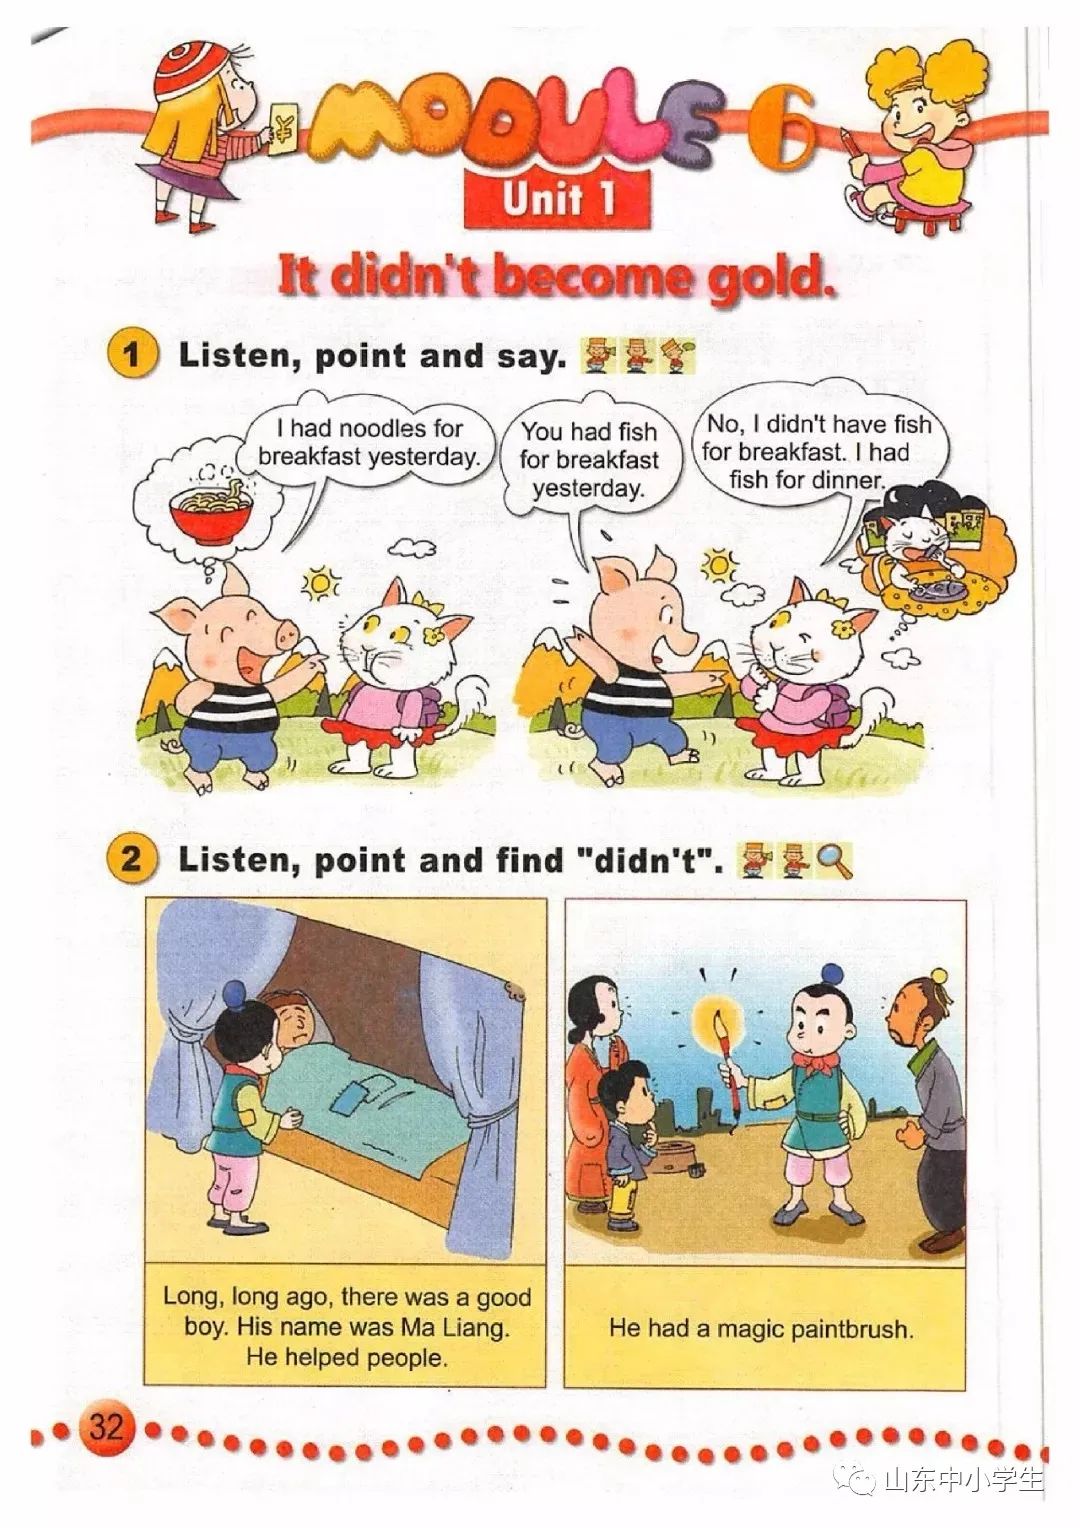 MODULE 6
Unit 1
It didn't become gold.
1 Listen, point and say.
I had noodles for
breakfast yesterday.
You had fish
for breakfast
yesterday.
No, I didn't have fish
for breakfast. I had
fish for dinner.
2 Listen, point and find "didn't".
Long, long ago, there was a good
boy. His name was Ma Liang.
He helped people.
He had a magic paintbrush.
32
山东中小学生
¥